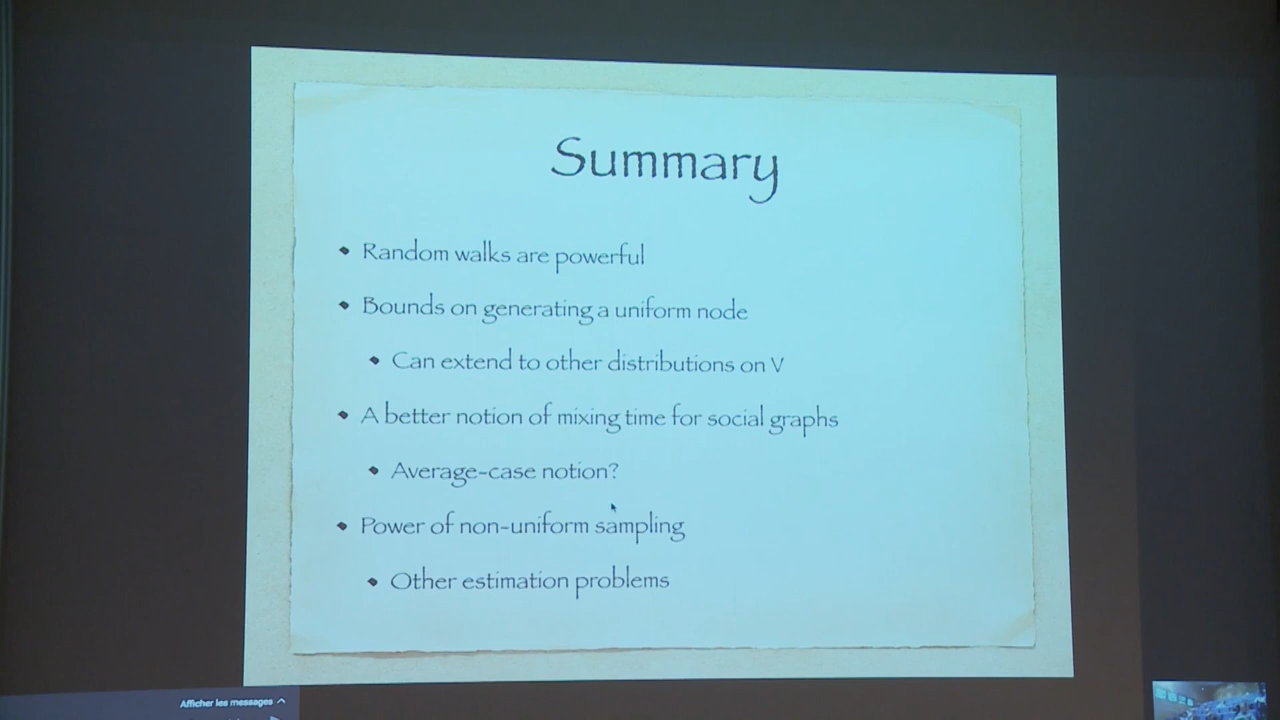 Summary
Random walks are powerful
Bounds on generating a uniform node
Can extend to other distributions on V
A better notion of mixing time for social graphs
Average-case notion?
Power of non-uniform sampling
Other estimation problems
Afficher les messages